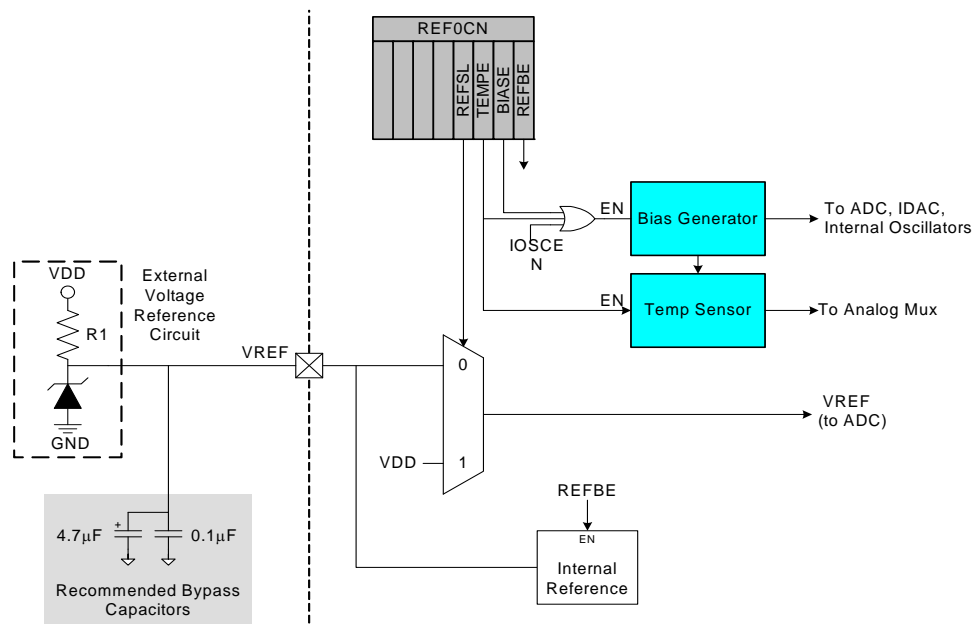 REF0CN
REFSL
TEMPE
BIASE
REFBE
EN
Bias Generator
To ADC, IDAC,
Internal Oscillators
IOSCE
N
EN
Temp Sensor
To Analog Mux
VDD
R1
GND
External
Voltage
Reference
Circuit
VREF
0
VDD
1
VREF
(to ADC)
REFBE
EN
Internal
Reference
+
4.7µF
0.1µF
Recommended Bypass
Capacitors